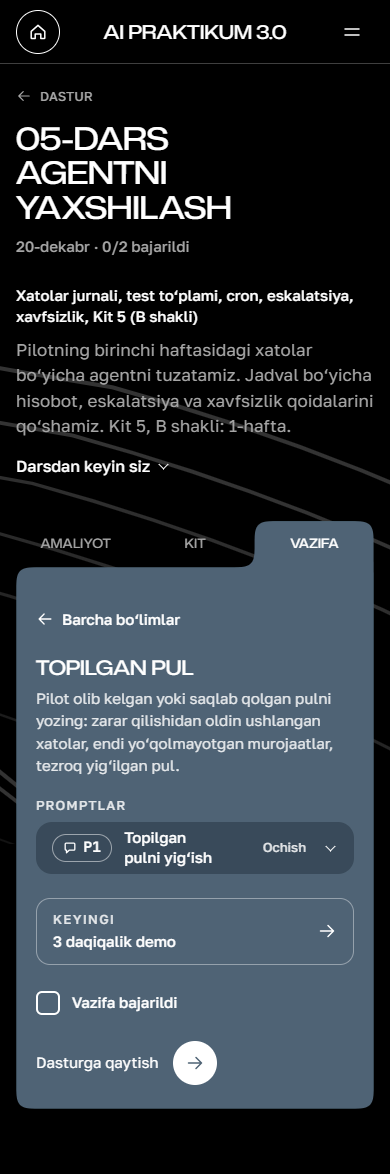 AI PRAKTIKUM 3.0
← DASTUR
05-DARS
AGENTNI
YAXSHILASH
20-dekabr · 0/2 bajarildi
Xatolar jurnali, test to‘plami, cron, eskalatsiya,
xavfsizlik, Kit 5 (B shakli)
Pilotning birinchi haftasidagi xatolar
bo‘yicha agentni tuzatamiz. Jadval bo‘yicha
hisobot, eskalatsiya va xavfsizlik qoidalarini
qo‘shamiz. Kit 5, B shakli: 1-hafta.
Darsdan keyin siz
AMALIYOT KIT VAZIFA
← Barcha bo‘limlar
TOPILGAN PUL
Pilot olib kelgan yoki saqlab qolgan pulni
yozing: zarar qilishidan oldin ushlangan
xatolar, endi yo‘qolmayotgan murojaatlar,
tezroq yig‘ilgan pul.
PROMPTLAR
P1 Topilgan
pulni yig‘ish Ochish
KEYINGI
3 daqiqalik demo →
Vazifa bajarildi
Dasturga qaytish →